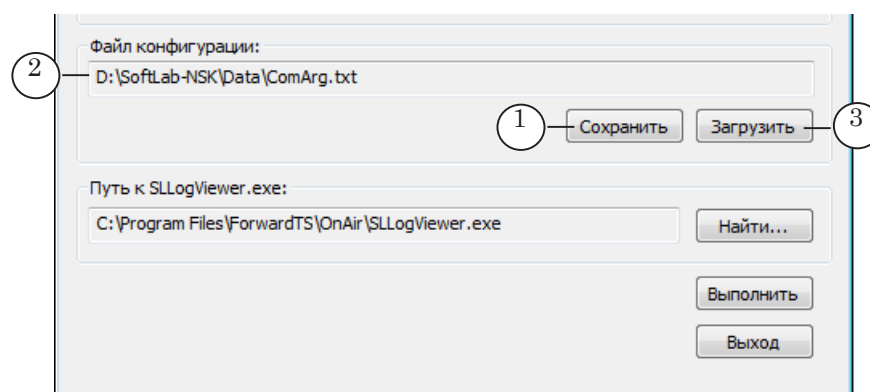 Файл конфигурации:
2
D:\SoftLab-NSK\Data\ComArg.txt
1
Сохранить
Загрузить
3
Путь к SLLogViewer.exe:
C:\Program Files\ForwardTS\OnAir\SLLogViewer.exe
Найти...
Выполнить
Выход